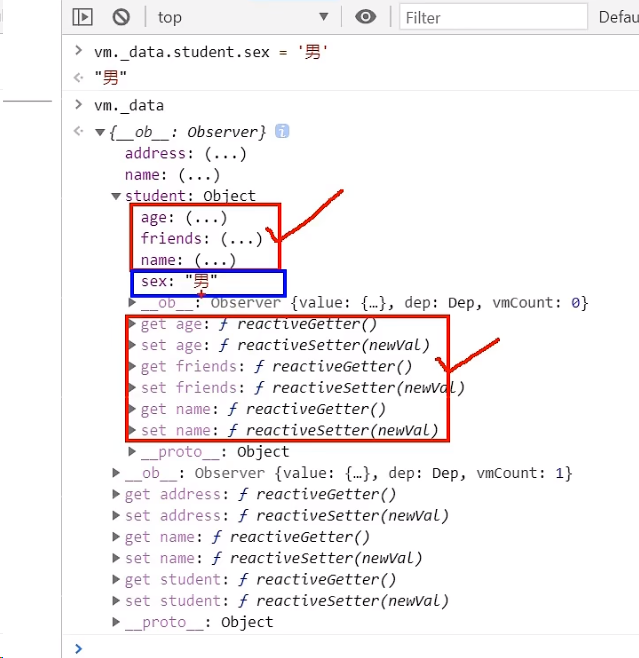 top
Filter
Defau
> vm._data.student.sex = '男'
"男"
> vm._data
▼{__ob__: Observer}
address: (...)
name: (...)
▼student: Object
age: (...)
friends: (...)
name: (...)
sex: "男"
▶__ob__: Observer {value: {…}, dep: Dep, vmCount: 0}
▶get age: ƒ reactiveGetter()
▶set age: ƒ reactiveSetter(newVal)
▶get friends: ƒ reactiveGetter()
▶set friends: ƒ reactiveSetter(newVal)
▶get name: ƒ reactiveGetter()
▶set name: ƒ reactiveSetter(newVal)
▶__proto__: Object
▶__ob__: Observer {value: {…}, dep: Dep, vmCount: 1}
▶get address: ƒ reactiveGetter()
▶set address: ƒ reactiveSetter(newVal)
▶get name: ƒ reactiveGetter()
▶set name: ƒ reactiveSetter(newVal)
▶get student: ƒ reactiveGetter()
▶set student: ƒ reactiveSetter(newVal)
▶__proto__: Object
>